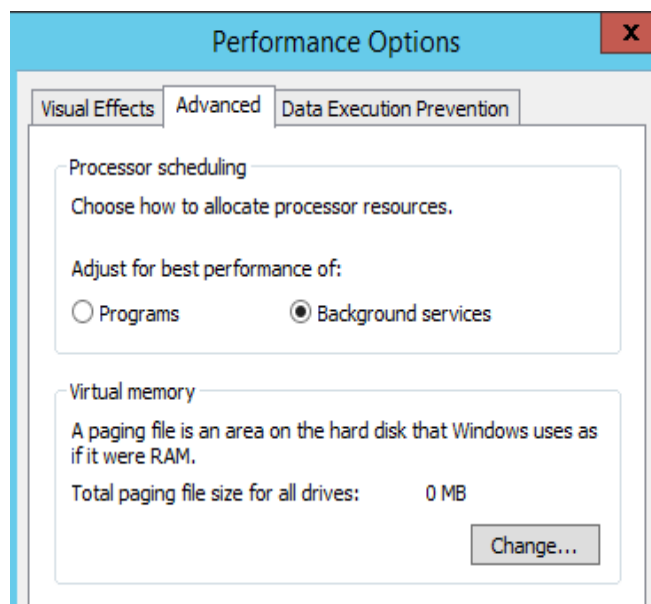 Performance Options
x
Visual Effects Advanced Data Execution Prevention
Processor scheduling
Choose how to allocate processor resources.
Adjust for best performance of:
Programs Background services
Virtual memory
A paging file is an area on the hard disk that Windows uses as
if it were RAM.
Total paging file size for all drives: 0 MB
Change...